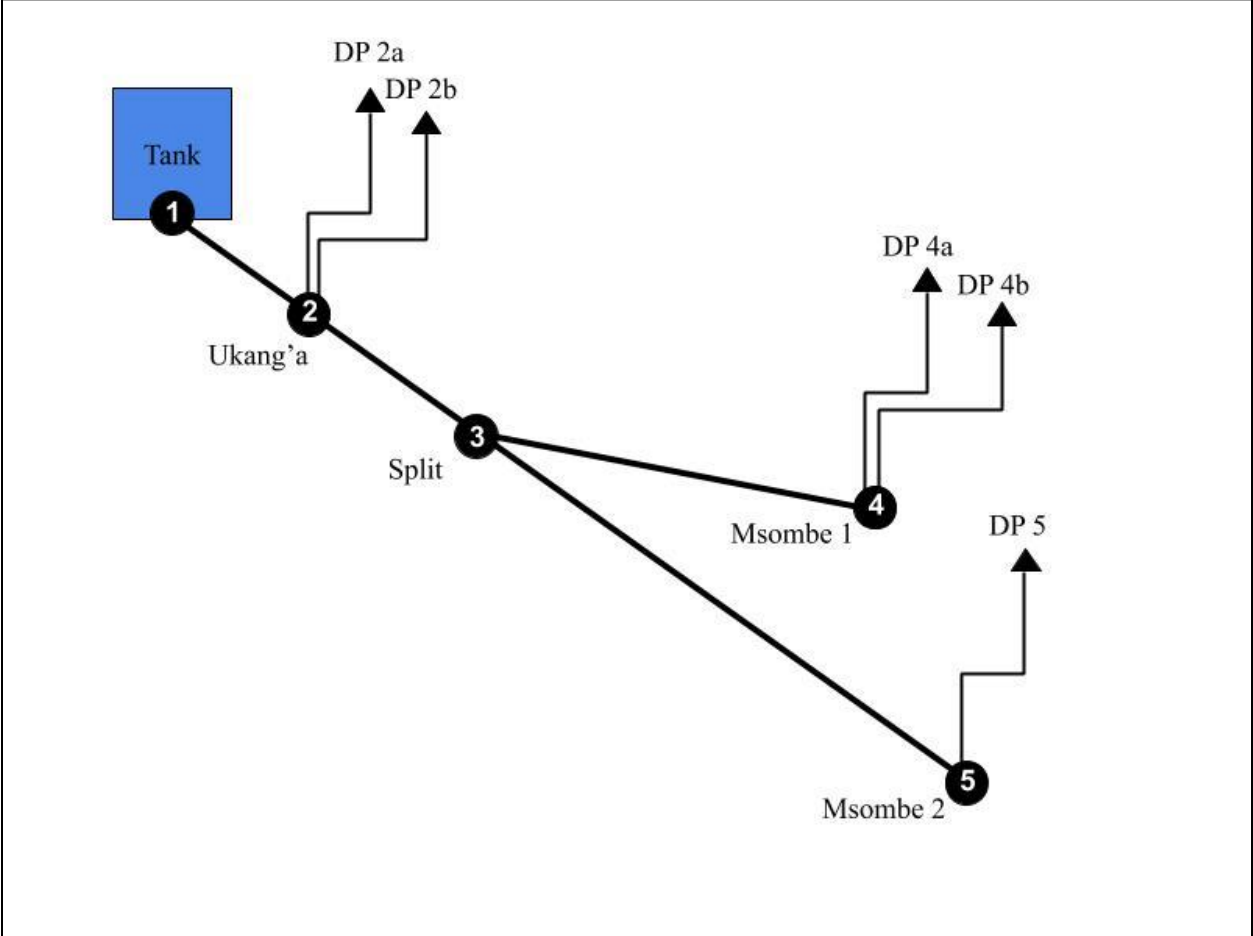 DP 2a
DP 2b
Tank
1
2
Ukang’a
DP 4a
DP 4b
3
Split
4
Msombe 1
DP 5
5
Msombe 2